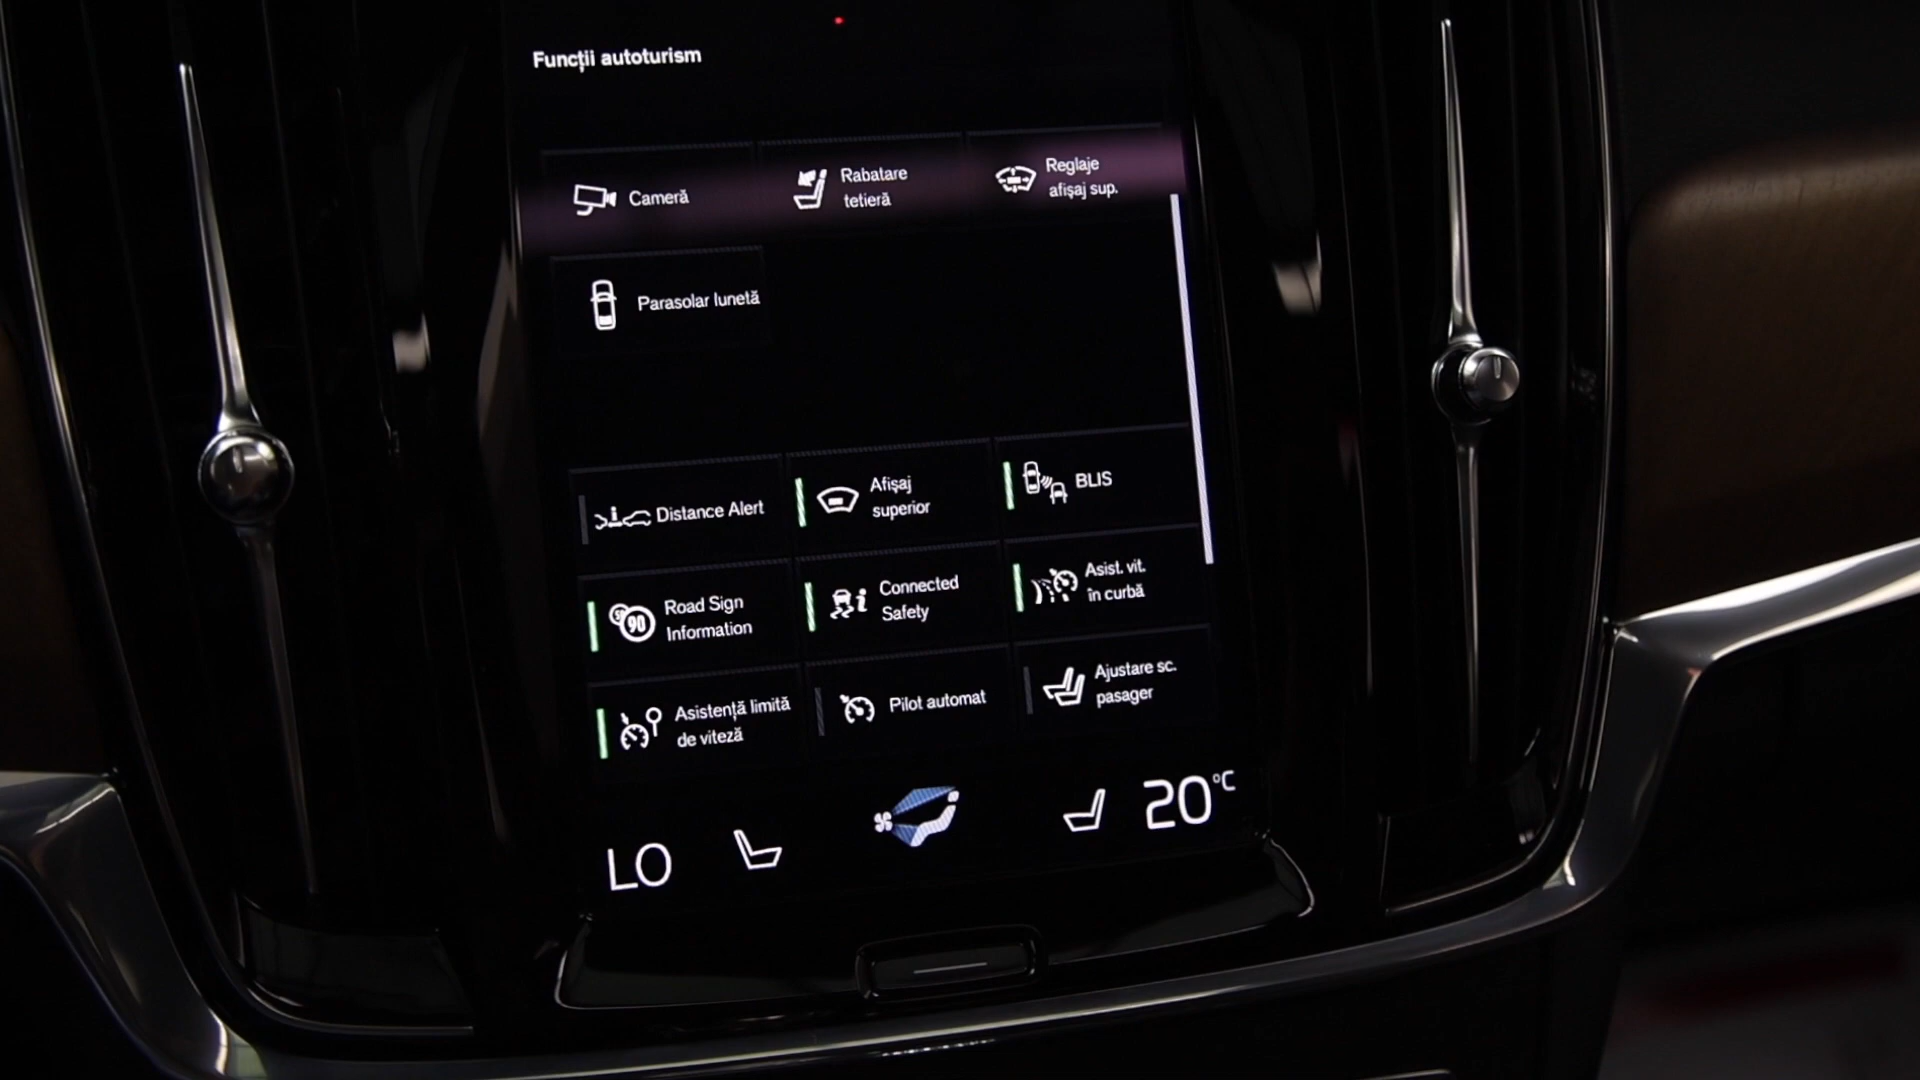 Funcții autoturism
Cameră
Rabatare
tetieră
Reglaje
afișaj sup.
Parasolar lunetă
Distance Alert
Afișaj
superior
BLIS
90
Road Sign
Information
Connected
Safety
Asist. vit.
în curbă
Asistență limită
de viteză
Pilot automat
Ajustare sc.
pasager
LO
20°C